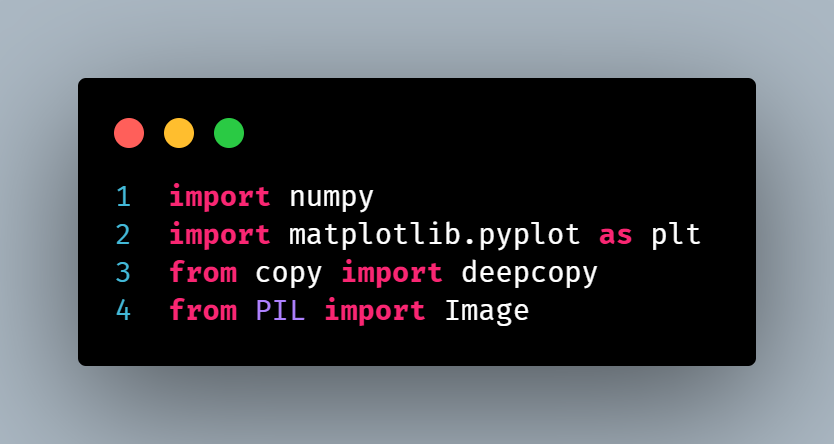 1 import numpy
2 import matplotlib.pyplot as plt
3 from copy import deepcopy
4 from PIL import Image